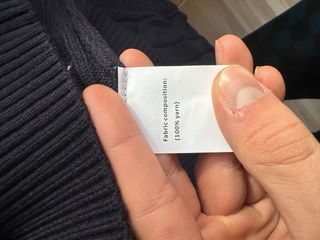 Fabric composition:
(100% yarn)